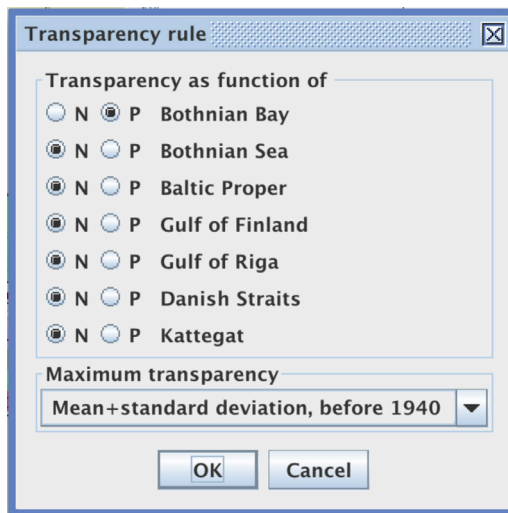 Transparency rule
Transparency as function of
N P Bothnian Bay
N P Bothnian Sea
N P Baltic Proper
N P Gulf of Finland
N P Gulf of Riga
N P Danish Straits
N P Kattegat
Maximum transparency
Mean+standard deviation, before 1940
OK Cancel